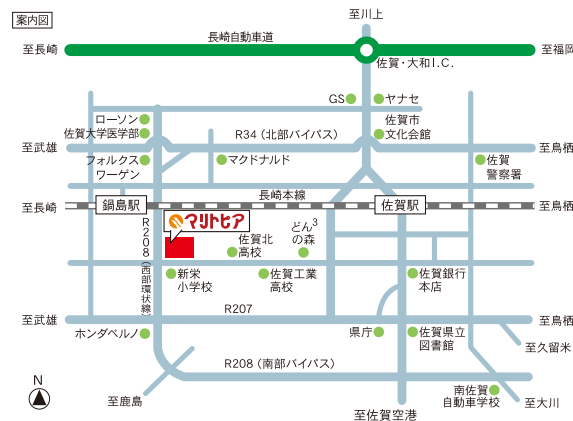 案内図
至川上
至長崎
長崎自動車道
至福岡
佐賀・大和I.C.
GS
ヤナセ
ローソン
佐賀大学医学部
佐賀市
文化会館
至武雄
R34（北部バイパス）
至鳥栖
フォルクス
ワーゲン
マクドナルド
佐賀
警察署
長崎本線
至長崎
鍋島駅
佐賀駅
至鳥栖
マリトピア
R208（西部環状線）
佐賀北
高校
どん3
の森
新栄
小学校
佐賀工業
高校
佐賀銀行
本店
R207
至武雄
至鳥栖
ホンダベルノ
県庁
佐賀県立
図書館
至久留米
R208（南部バイパス）
N
至鹿島
南佐賀
自動車学校
至大川
至佐賀空港